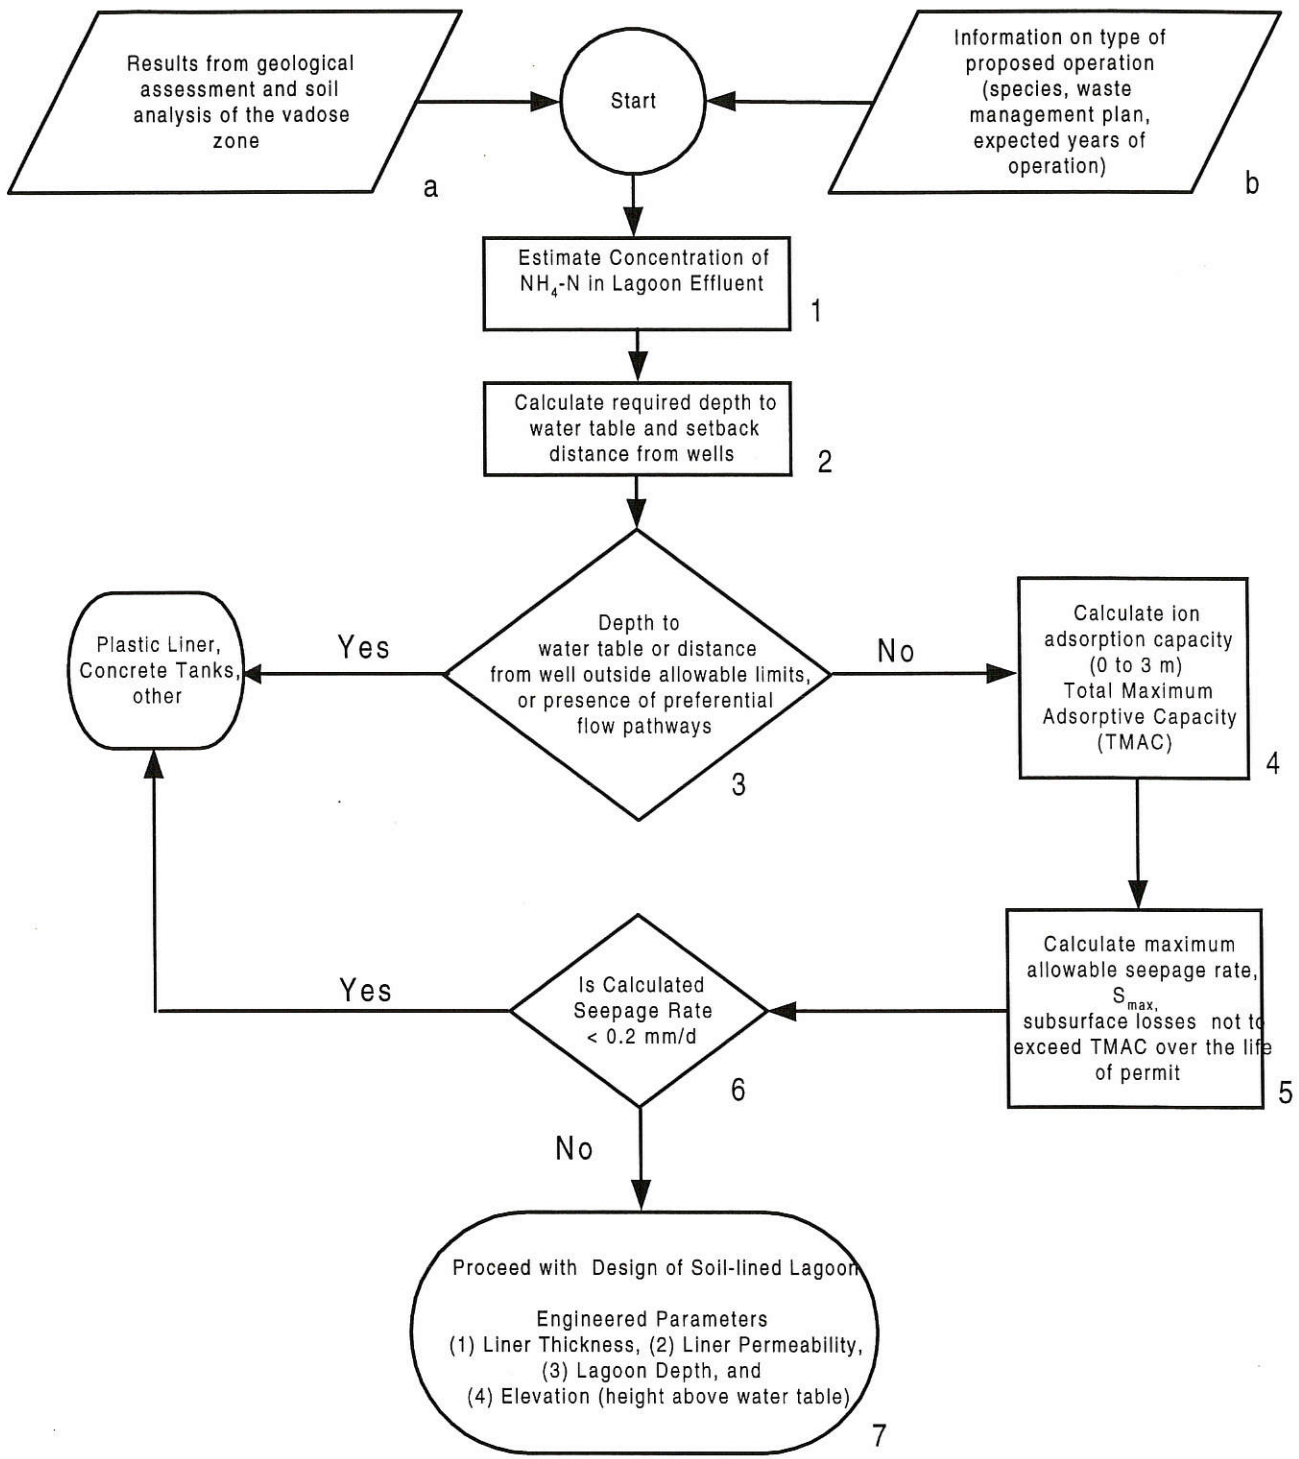 Results from geological
assessment and soil
analysis of the vadose
zone
a
Start
Information on type of
proposed operation
(species, waste
management plan,
expected years of
operation)
b
Estimate Concentration of
NH₄-N in Lagoon Effluent
1
Calculate required depth to
water table and setback
distance from wells
2
Depth to
water table or distance
from well outside allowable limits,
or presence of preferential
flow pathways
3
Yes
Plastic Liner,
Concrete Tanks,
other
No
Calculate ion
adsorption capacity
(0 to 3 m)
Total Maximum
Adsorptive Capacity
(TMAC)
4
Calculate maximum
allowable seepage rate,
Smax,
subsurface losses not to
exceed TMAC over the life
of permit
5
Is Calculated
Seepage Rate
< 0.2 mm/d
6
Yes
No
Proceed with Design of Soil-lined Lagoon
Engineered Parameters
(1) Liner Thickness, (2) Liner Permeability,
(3) Lagoon Depth, and
(4) Elevation (height above water table)
7